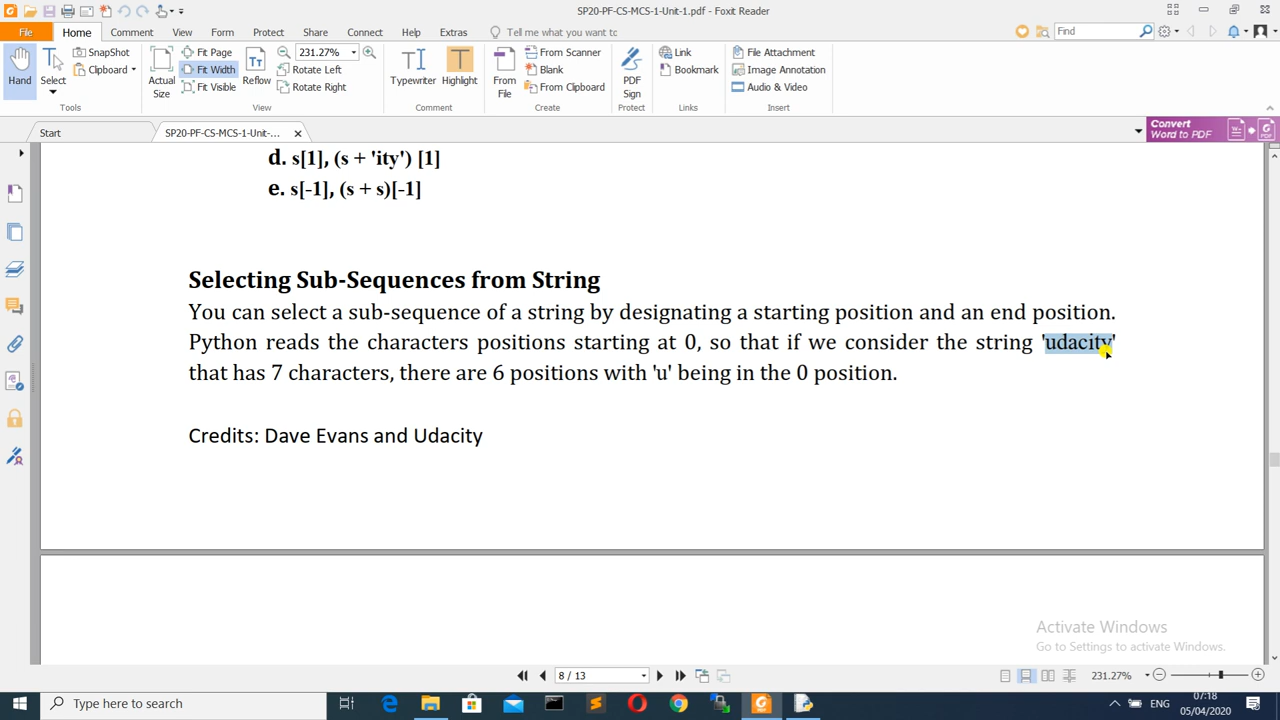 SP20-PF-CS-MCS-1-Unit-1.pdf - Foxit Reader
File Home Comment View Form Protect Share Connect Help Extras Tell me what you want tc Find
SnapShot Fit Page 231.27% From Scanner Link File Attachment
Clipboard Fit Width Rotate Left Blank Bookmark Image Annotation
Hand Select Actual Size Reflow Fit Visible Rotate Right Typewriter Highlight From File From Clipboard PDF Sign Audio & Video
Tools View Comment Create Protect Links Insert
Start SP20-PF-CS-MCS-1-Unit-... Convert Word to PDF
d. s[1], (s + 'ity') [1]
e. s[-1], (s + s)[-1]
Selecting Sub-Sequences from String
You can select a sub-sequence of a string by designating a starting position and an end position.
Python reads the characters positions starting at 0, so that if we consider the string 'udacity'
that has 7 characters, there are 6 positions with 'u' being in the 0 position.
Credits: Dave Evans and Udacity
Activate Windows
Go to Settings to activate Windows.
8 / 13 231.27%
Type here to search ENG 07:18
05/04/2020